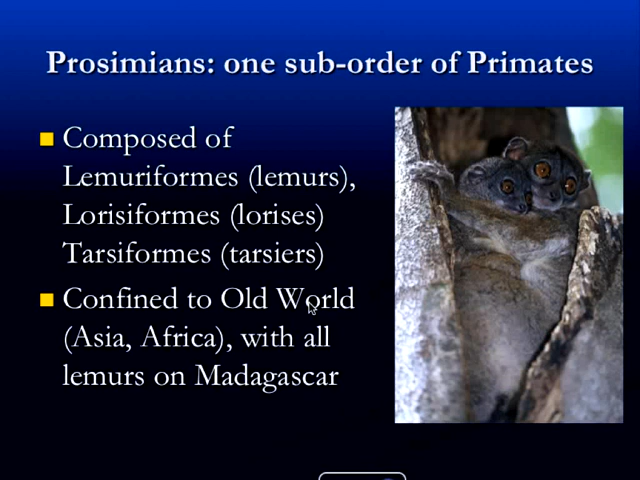 Prosimians: one sub-order of Primates
Composed of
Lemuriformes (lemurs),
Lorisiformes (lorises)
Tarsiformes (tarsiers)
Confined to Old World
(Asia, Africa), with all
lemurs on Madagascar